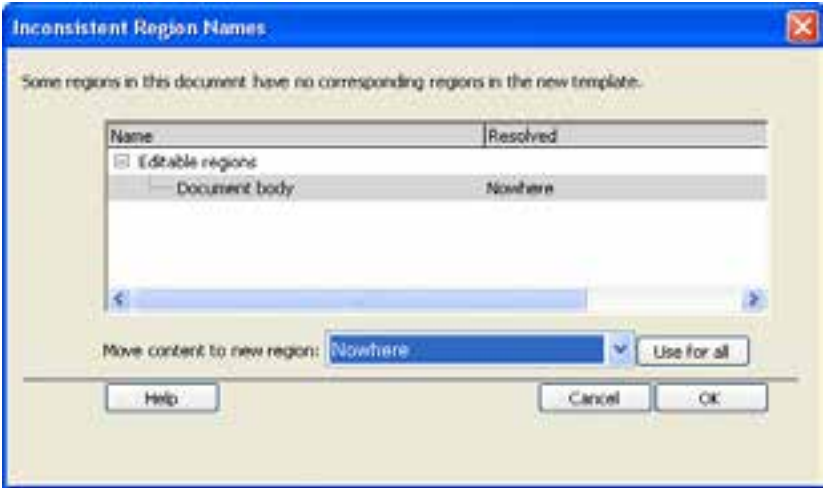 Inconsistent Region Names
Some regions in this document have no corresponding regions in the new template.
Name Resolved
Editable regions
Document body Nowhere
Move content to new region: Nowhere Use for all
Help Cancel OK